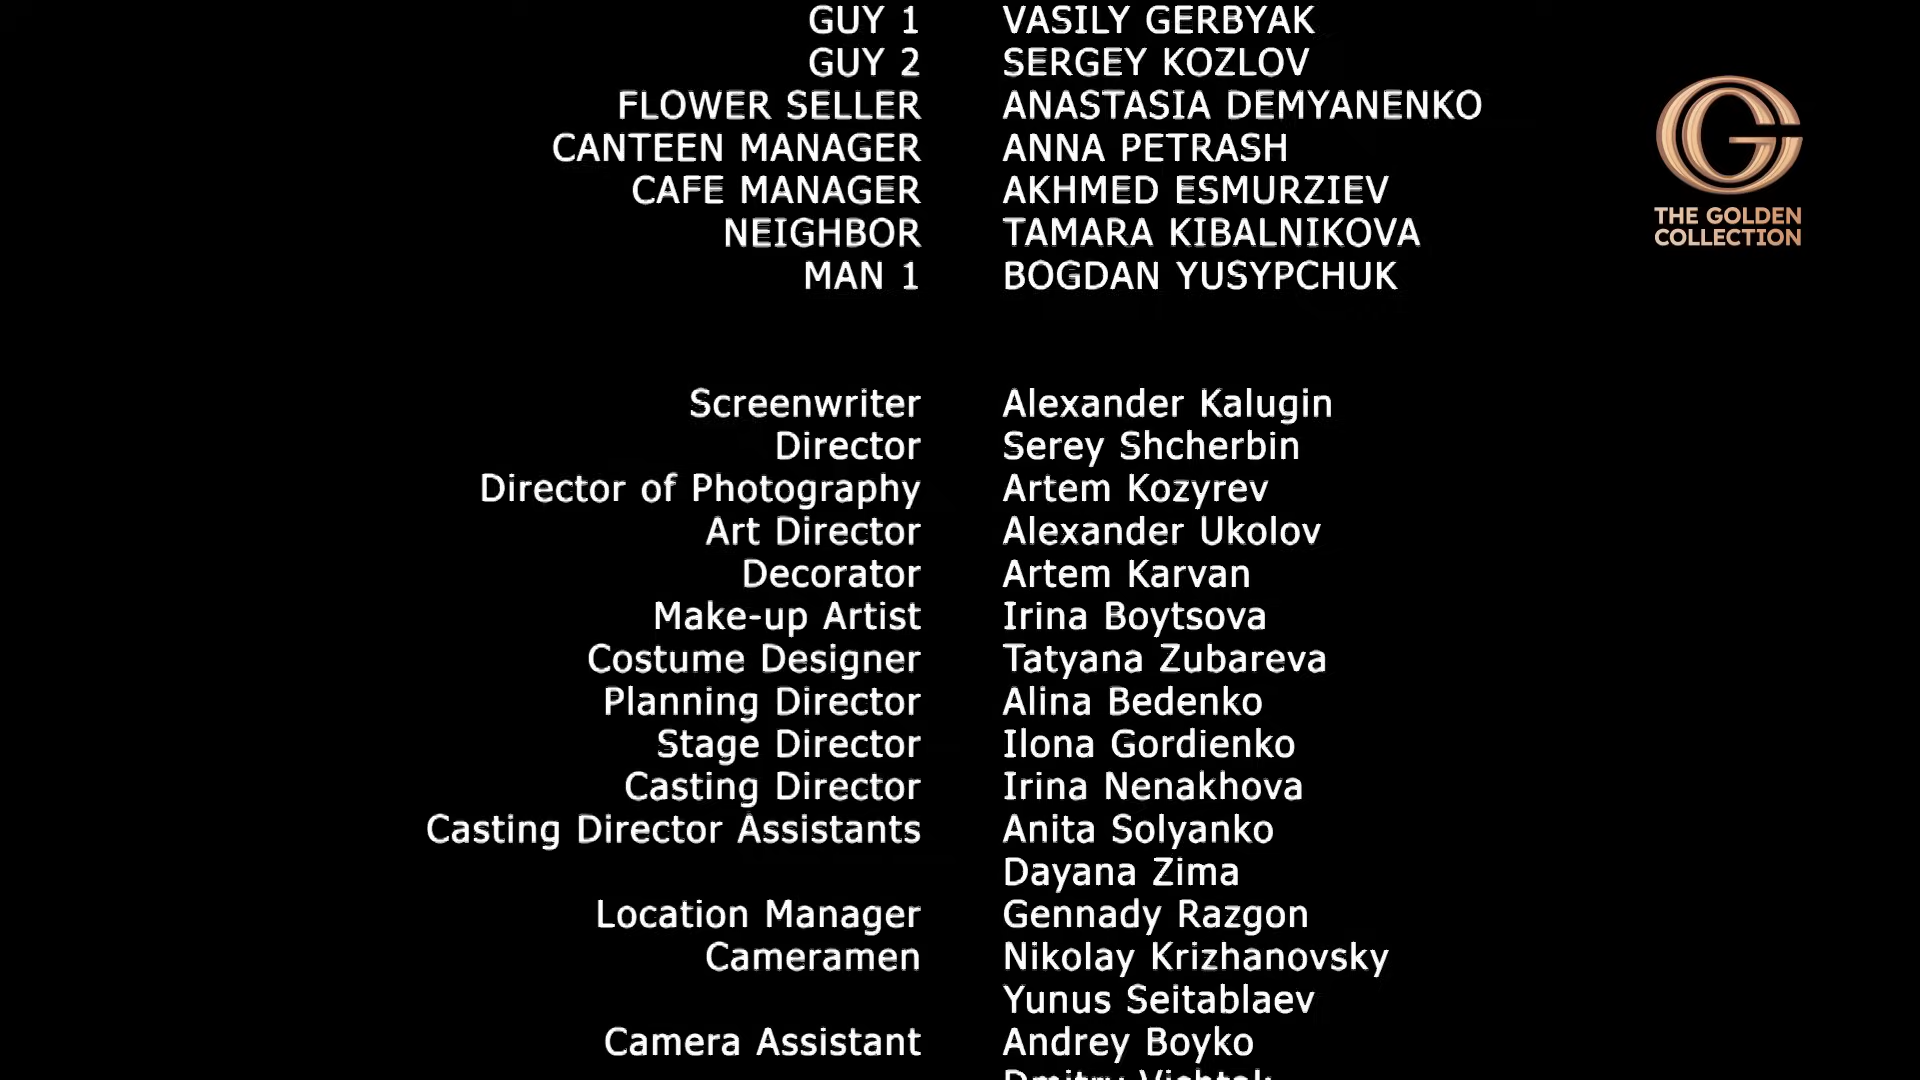 GUY 1 VASILY GERBYAK
GUY 2 SERGEY KOZLOV
FLOWER SELLER ANASTASIA DEMYANENKO
CANTEEN MANAGER ANNA PETRASH
CAFE MANAGER AKHMED ESMURZIEV
NEIGHBOR TAMARA KIBALNIKOVA
MAN 1 BOGDAN YUSYPCHUK
THE GOLDEN
COLLECTION
Screenwriter Alexander Kalugin
Director Serey Shcherbin
Director of Photography Artem Kozyrev
Art Director Alexander Ukolov
Decorator Artem Karvan
Make-up Artist Irina Boytsova
Costume Designer Tatyana Zubareva
Planning Director Alina Bedenko
Stage Director Ilona Gordienko
Casting Director Irina Nenakhova
Casting Director Assistants Anita Solyanko
Dayana Zima
Location Manager Gennady Razgon
Cameramen Nikolay Krizhanovsky
Yunus Seitablaev
Camera Assistant Andrey Boyko
Dmitry